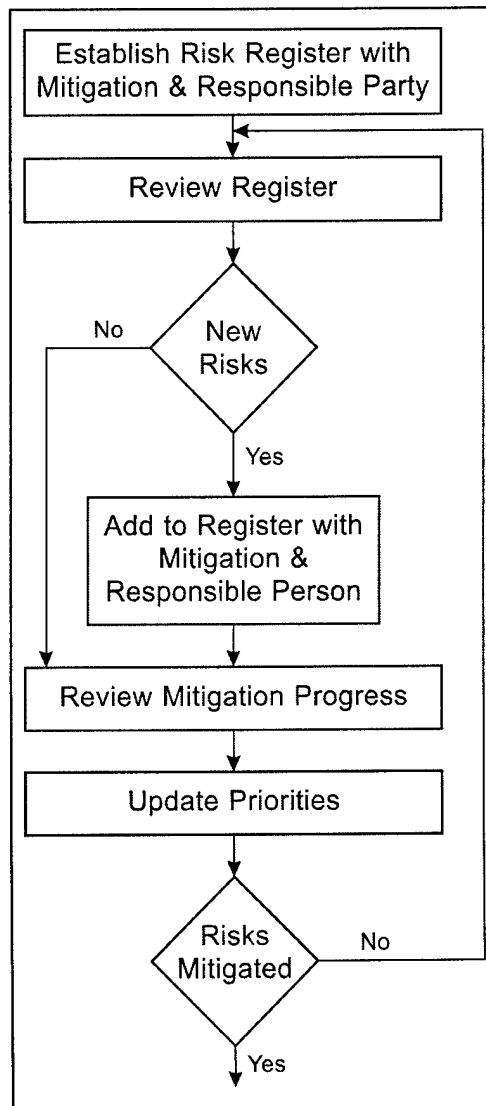 Establish Risk Register with
Mitigation & Responsible Party
Review Register
No
New
Risks
Yes
Add to Register with
Mitigation &
Responsible Person
Review Mitigation Progress
Update Priorities
Risks
Mitigated
No
Yes